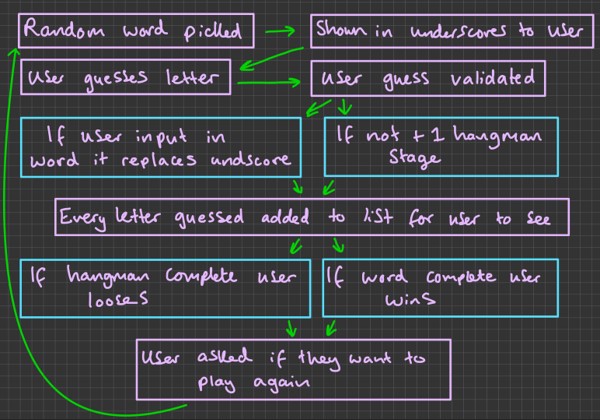 Random word picked
Shown in underscores to user
User guesses letter
User guess validated
If user input in
word it replaces undscore
If not + 1 hangman
Stage
Every letter guessed added to list for user to see
If hangman complete user
looses
If word complete user
wins
User asked if they want to
play again